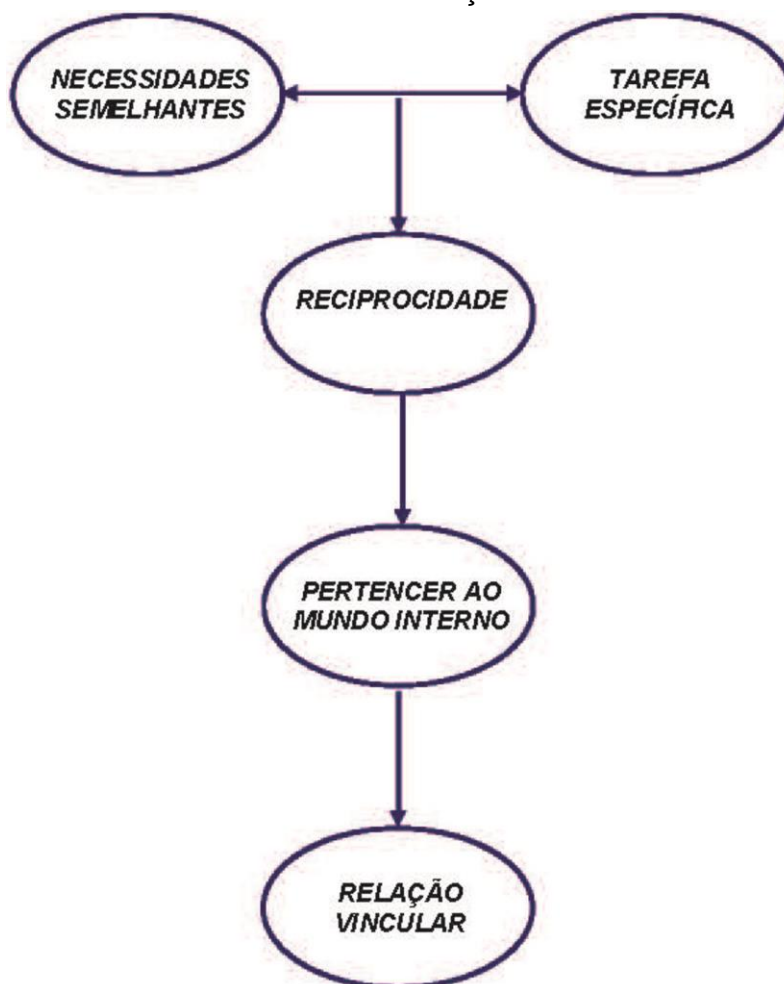 NECESSIDADES
SEMELHANTES
TAREFA
ESPECÍFICA
RECIPROCIDADE
PERTENCER AO
MUNDO INTERNO
RELAÇÃO
VINCULAR